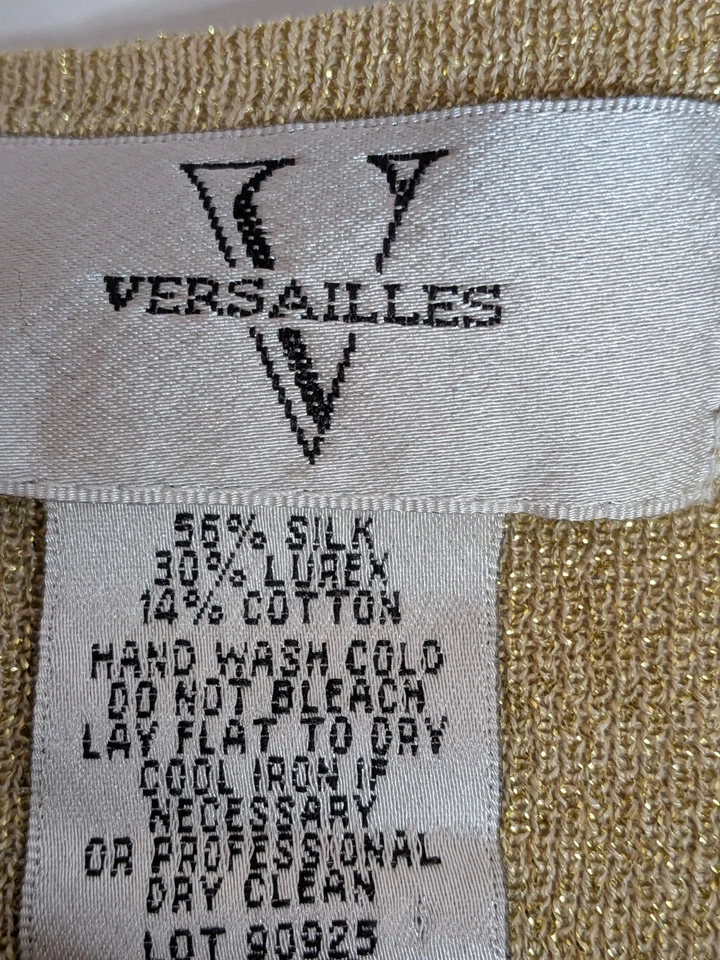 V
VERSAILLES
56% SILK
30% LUREX
14% COTTON
HAND WASH COLD
DO NOT BLEACH
LAY FLAT TO DRY
COOL IRON IF
NECESSARY
OR PROFESSIONAL
DRY CLEAN
LOT 80925